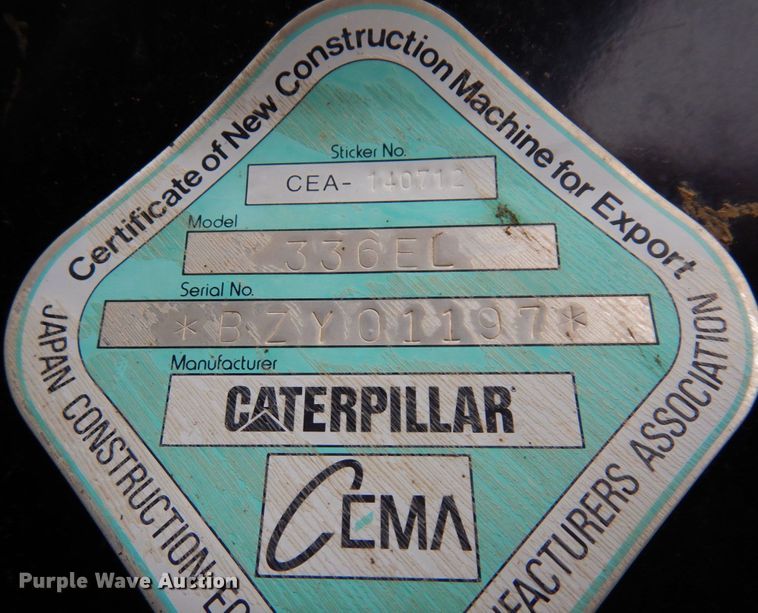 Certificate of New Construction Machine for Export
Sticker No.
CEA- 140712
Model
336EL
Serial No.
*BZY01197*
Manufacturer
CATERPILLAR
CEMA
JAPAN CONSTRUCTION
MANUFACTURERS ASSOCIATION
Purple Wave Auction